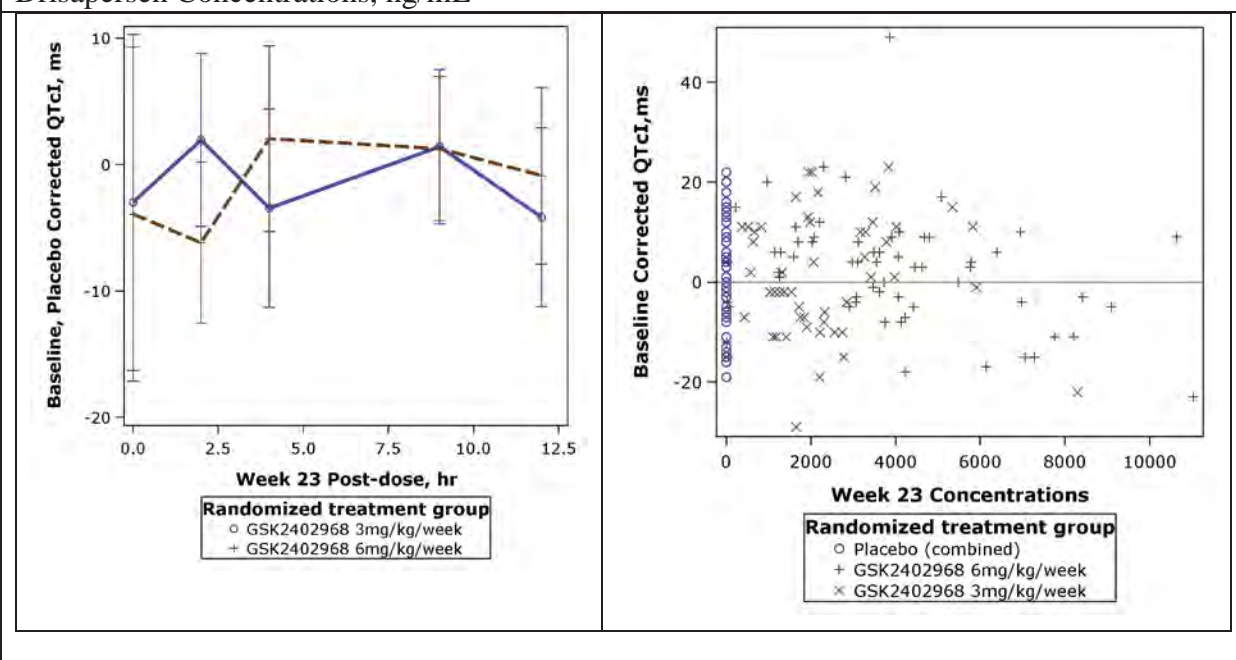 Drisapersen Concentrations, ng/mL
Baseline, Placebo Corrected QTcI, ms
10
0
-10
-20
0.0 2.5 5.0 7.5 10.0 12.5
Week 23 Post-dose, hr
Randomized treatment group
GSK2402968 3mg/kg/week
GSK2402968 6mg/kg/week
Baseline Corrected QTcI,ms
40
20
0
-20
0 2000 4000 6000 8000 10000
Week 23 Concentrations
Randomized treatment group
Placebo (combined)
GSK2402968 6mg/kg/week
GSK2402968 3mg/kg/week